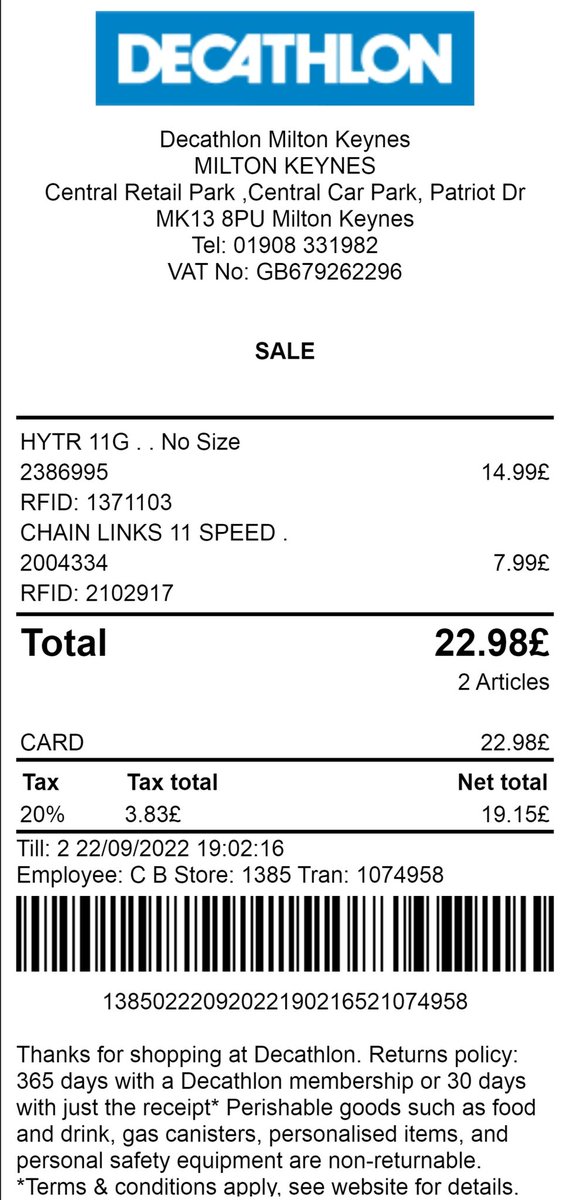 DECATHLON
Decathlon Milton Keynes
MILTON KEYNES
Central Retail Park ,Central Car Park, Patriot Dr
MK13 8PU Milton Keynes
Tel: 01908 331982
VAT No: GB679262296
SALE
HYTR 11G . . No Size
2386995 14.99£
RFID: 1371103
CHAIN LINKS 11 SPEED .
2004334 7.99£
RFID: 2102917
Total 22.98£
2 Articles
CARD 22.98£
Tax Tax total Net total
20% 3.83£ 19.15£
Till: 2 22/09/2022 19:02:16
Employee: C B Store: 1385 Tran: 1074958
13850222092022190216521074958
Thanks for shopping at Decathlon. Returns policy:
365 days with a Decathlon membership or 30 days
with just the receipt* Perishable goods such as food
and drink, gas canisters, personalised items, and
personal safety equipment are non-returnable.
*Terms & conditions apply, see website for details.